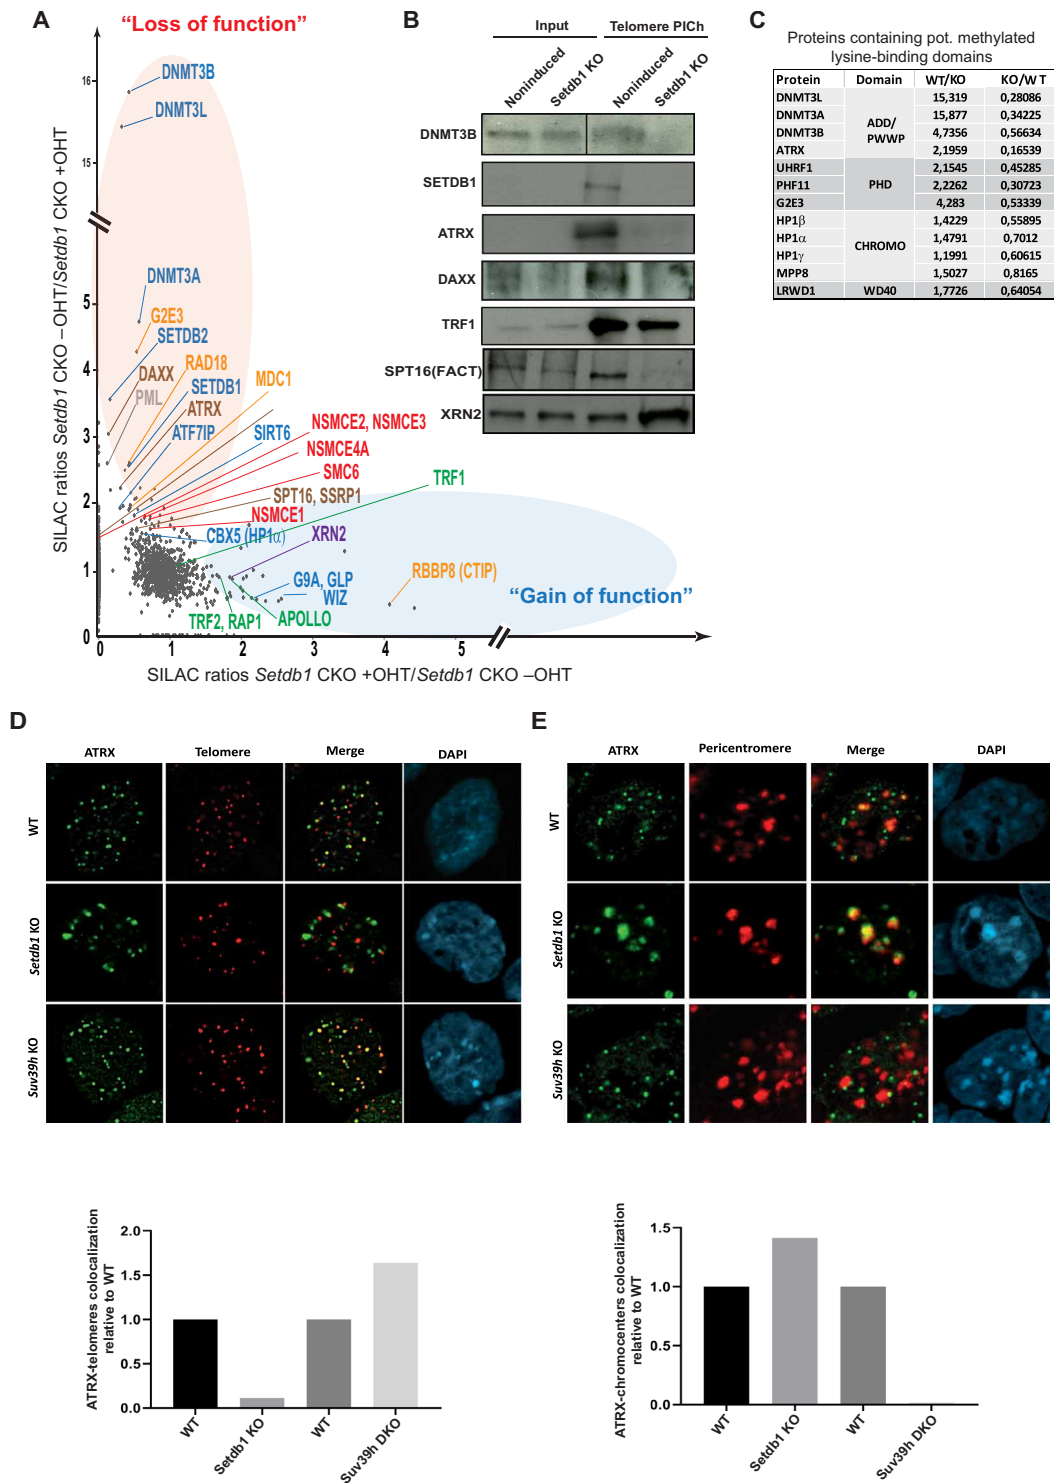 A
"Loss of function"
SILAC ratios Setdb1 CKO –OHT/Setdb1 CKO +OHT
16
15
5
4
3
2
1
0
DNMT3B
DNMT3L
DNMT3A
G2E3
SETDB2
DAXX
RAD18
MDC1
PML
SETDB1
ATRX
ATF7IP
SIRT6
NSMCE2, NSMCE3
NSMCE4A
SMC6
TRF1
SPT16, SSRP1
NSMCE1
CBX5 (HP1α)
XRN2
G9A, GLP
WIZ
RBBP8 (CTIP)
"Gain of function"
TRF2, RAP1
APOLLO
0
1
2
3
4
5
SILAC ratios Setdb1 CKO +OHT/Setdb1 CKO –OHT
B
Input
Telomere PICh
Noninduced
Setdb1 KO
Noninduced
Setdb1 KO
DNMT3B
SETDB1
ATRX
DAXX
TRF1
SPT16(FACT)
XRN2
C
Proteins containing pot. methylated
lysine-binding domains
Protein Domain WT/KO KO/WT
DNMT3L 15,319 0,28086
DNMT3A ADD/ 15,877 0,34225
DNMT3B PWWP 4,7356 0,56634
ATRX 2,1959 0,16539
UHRF1 2,1545 0,45285
PHF11 PHD 2,2262 0,30723
G2E3 4,283 0,53339
HP1β 1,4229 0,55895
HP1α CHROMO 1,4791 0,7012
HP1γ 1,1991 0,60615
MPP8 1,5027 0,8165
LRWD1 WD40 1,7726 0,64054
D
ATRX Telomere Merge DAPI
WT
Setdb1 KO
Suv39h KO
ATRX-telomeres colocalization
relative to WT
2.0
1.5
1.0
0.5
0.0
WT
Setdb1 KO
WT
Suv39h DKO
E
ATRX Pericentromere Merge DAPI
WT
Setdb1 KO
Suv39h KO
ATRX-chromocenters colocalization
relative to WT
1.5
1.0
0.5
0.0
WT
Setdb1 KO
WT
Suv39h DKO